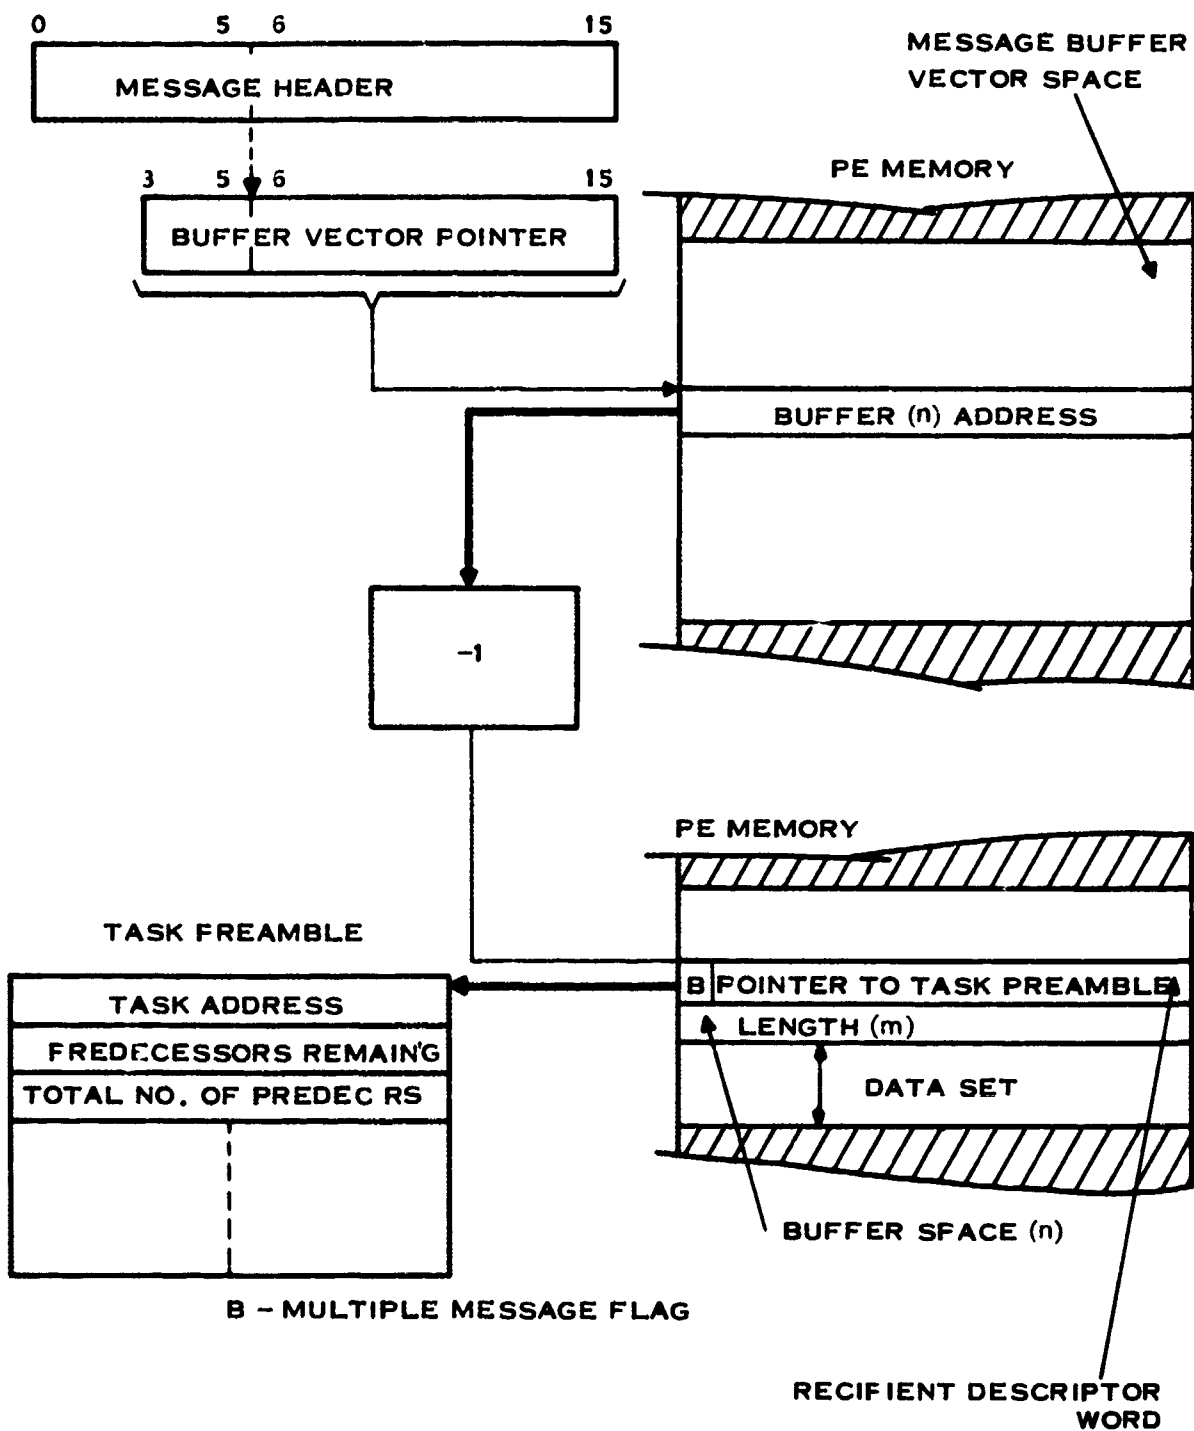 0 5 6 15
MESSAGE HEADER
3 5 6 15
BUFFER VECTOR POINTER
MESSAGE BUFFER
VECTOR SPACE
PE MEMORY
BUFFER (n) ADDRESS
-1
PE MEMORY
B POINTER TO TASK PREAMBLE
LENGTH (m)
DATA SET
BUFFER SPACE (n)
TASK FREAMBLE
TASK ADDRESS
FREDECESSORS REMAIN'G
TOTAL NO. OF PREDEC RS
B - MULTIPLE MESSAGE FLAG
RECIFIENT DESCRIPTOR
WORD